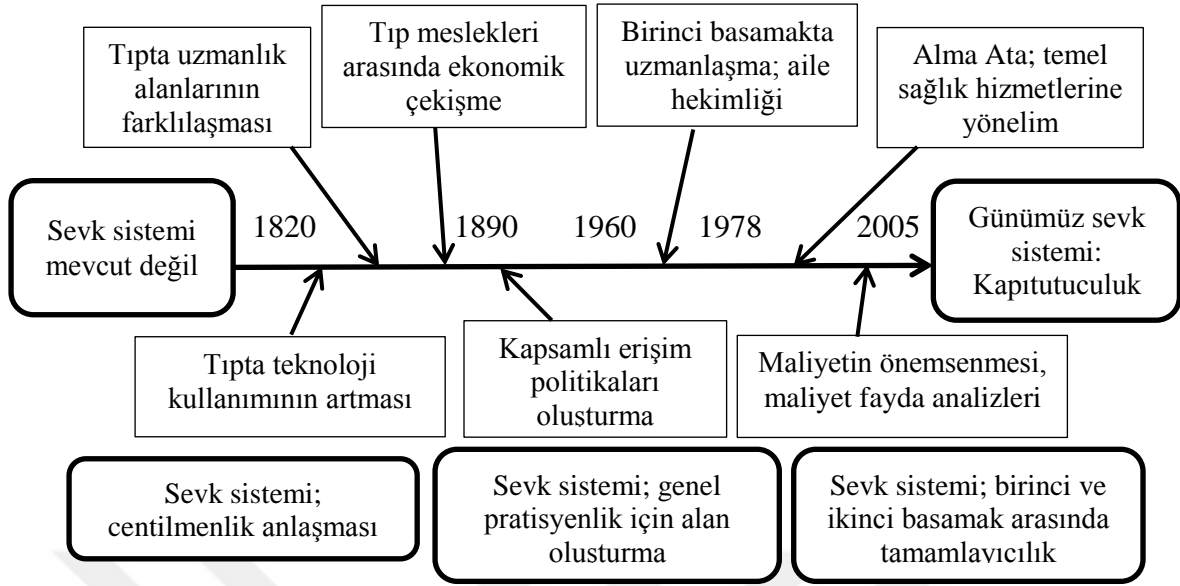 Tıpta uzmanlık
alanlarının
farklılaşması
Tıp meslekleri
arasında ekonomik
çekişme
Birinci basamakta
uzmanlaşma; aile
hekimliği
Alma Ata; temel
sağlık hizmetlerine
yönelim
Sevk sistemi
mevcut değil
1820
1890
1960
1978
2005
Günümüz sevk
sistemi:
Kapıtutuculuk
Tıpta teknoloji
kullanımının artması
Kapsamlı erişim
politikaları
olusturma
Maliyetin önemsenmesi,
maliyet fayda analizleri
Sevk sistemi;
centilmenlik anlaşması
Sevk sistemi; genel
pratisyenlik için alan
olusturma
Sevk sistemi; birinci ve
ikinci basamak arasında
tamamlavıcılık